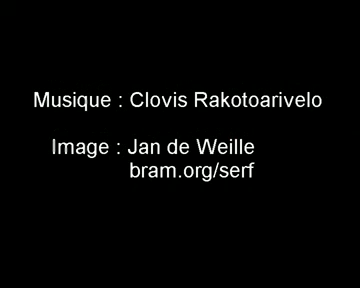 Musique : Clovis Rakotoarivelo
Image : Jan de Weille
bram.org/serf